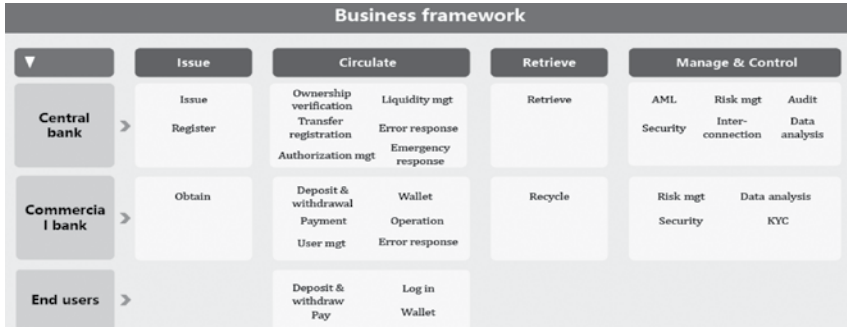 Business framework
▼ Issue Circulate Retrieve Manage & Control
Central
bank
Issue
Register
Ownership
verification
Liquidity mgt
Transfer
registration
Error response
Authorization mgt
Emergency
response
Retrieve
AML Risk mgt Audit
Security
Inter-
connection
Data
analysis
Commercia
l bank
Obtain
Deposit &
withdrawal
Wallet
Payment Operation
User mgt Error response
Recycle
Risk mgt Data analysis
Security KYC
End users
Deposit &
withdraw
Log in
Pay Wallet